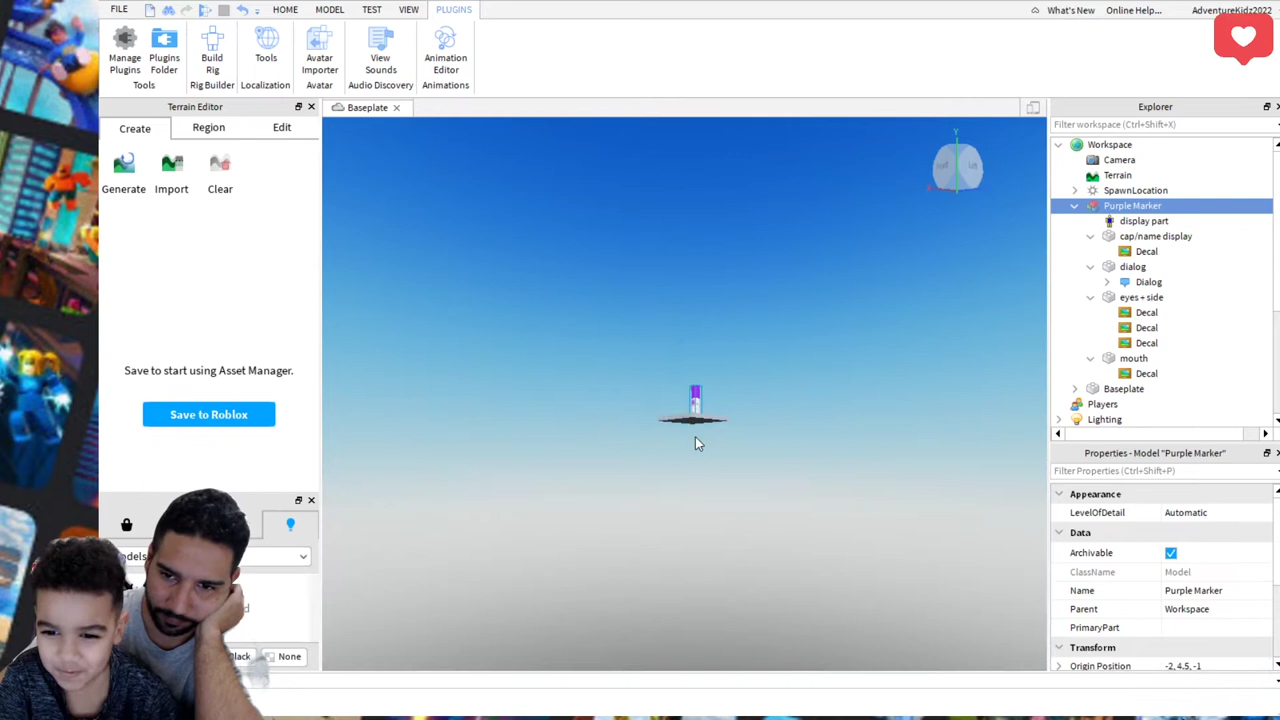 FILE HOME MODEL TEST VIEW PLUGINS What's New Online Help... AdventureKidz2022
Manage Plugins
Plugins Folder
Build Rig
Tools
Avatar Importer
View Sounds
Animation Editor
Tools Rig Builder Localization Avatar Audio Discovery Animations
Terrain Editor
Create Region Edit
Generate Import Clear
Save to start using Asset Manager.
Save to Roblox
None
Baseplate
Y
Explorer
Filter workspace (Ctrl+Shift+X)
Workspace
Camera
Terrain
SpawnLocation
Purple Marker
display part
cap/name display
Decal
dialog
Dialog
eyes + side
Decal
Decal
Decal
mouth
Decal
Baseplate
Players
Lighting
Properties - Model "Purple Marker"
Filter Properties (Ctrl+Shift+P)
Appearance
LevelOfDetail Automatic
Data
Archivable
ClassName Model
Name Purple Marker
Parent Workspace
PrimaryPart
Transform
Origin Position -2, 4.5, -1